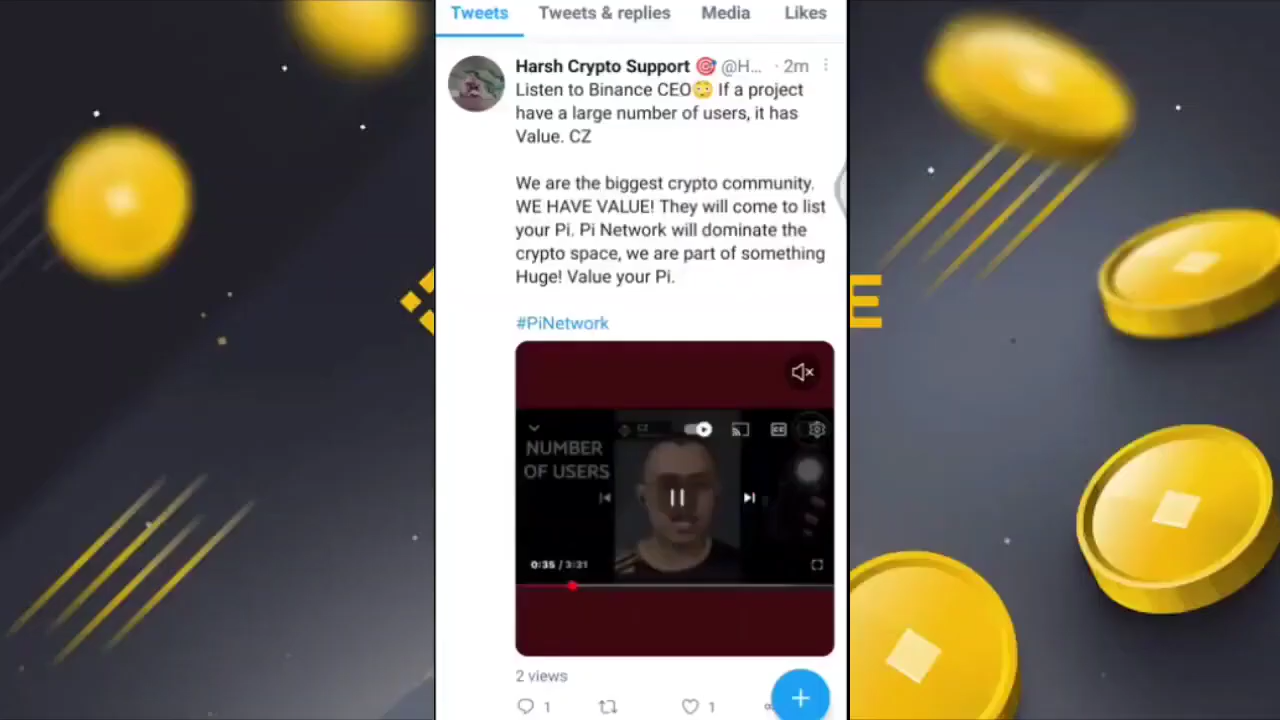 Tweets Tweets & replies Media Likes
Harsh Crypto Support 🎯 @H... · 2m
Listen to Binance CEO😳 If a project
have a large number of users, it has
Value. CZ
We are the biggest crypto community.
WE HAVE VALUE! They will come to list
your Pi. Pi Network will dominate the
crypto space, we are part of something
Huge! Value your Pi.
#PiNetwork
CZ
CC
NUMBER
OF USERS
0:35 / 3:31
2 views
1 1
E